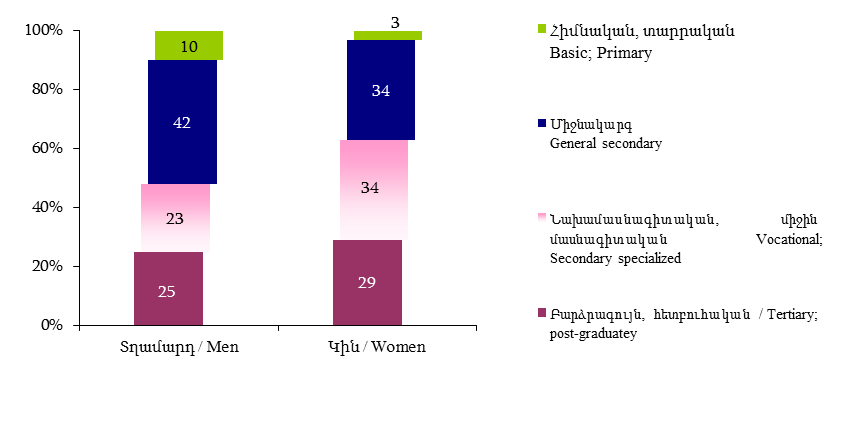 100%
80%
60%
40%
20%
0%
10
42
23
25
3
34
34
29
Տղամարդ / Men
Կին / Women
Հիմնական, տարրական
Basic; Primary
Միջնակարգ
General secondary
Նախամասնագիտական, միջին
մասնագիտական Vocational;
Secondary specialized
Բարձրագույն, հետբուհական / Tertiary;
post-graduatey